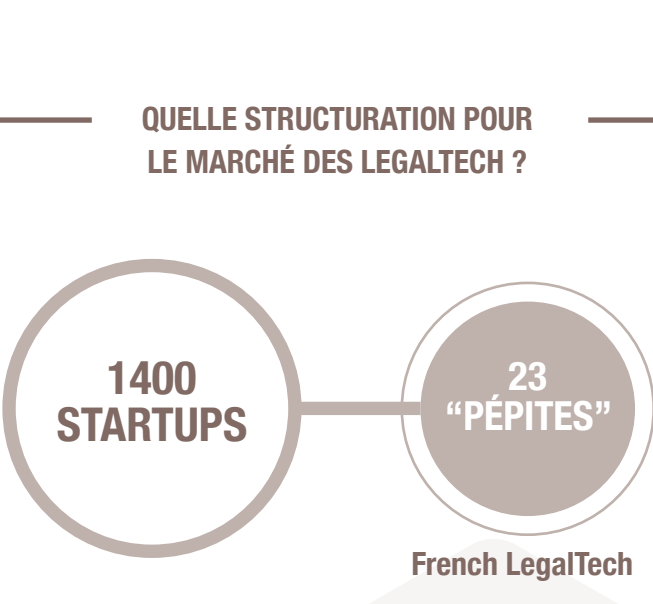 QUELLE STRUCTURATION POUR
LE MARCHÉ DES LEGALTECH ?
1400
STARTUPS
23
“PÉPITES”
French LegalTech